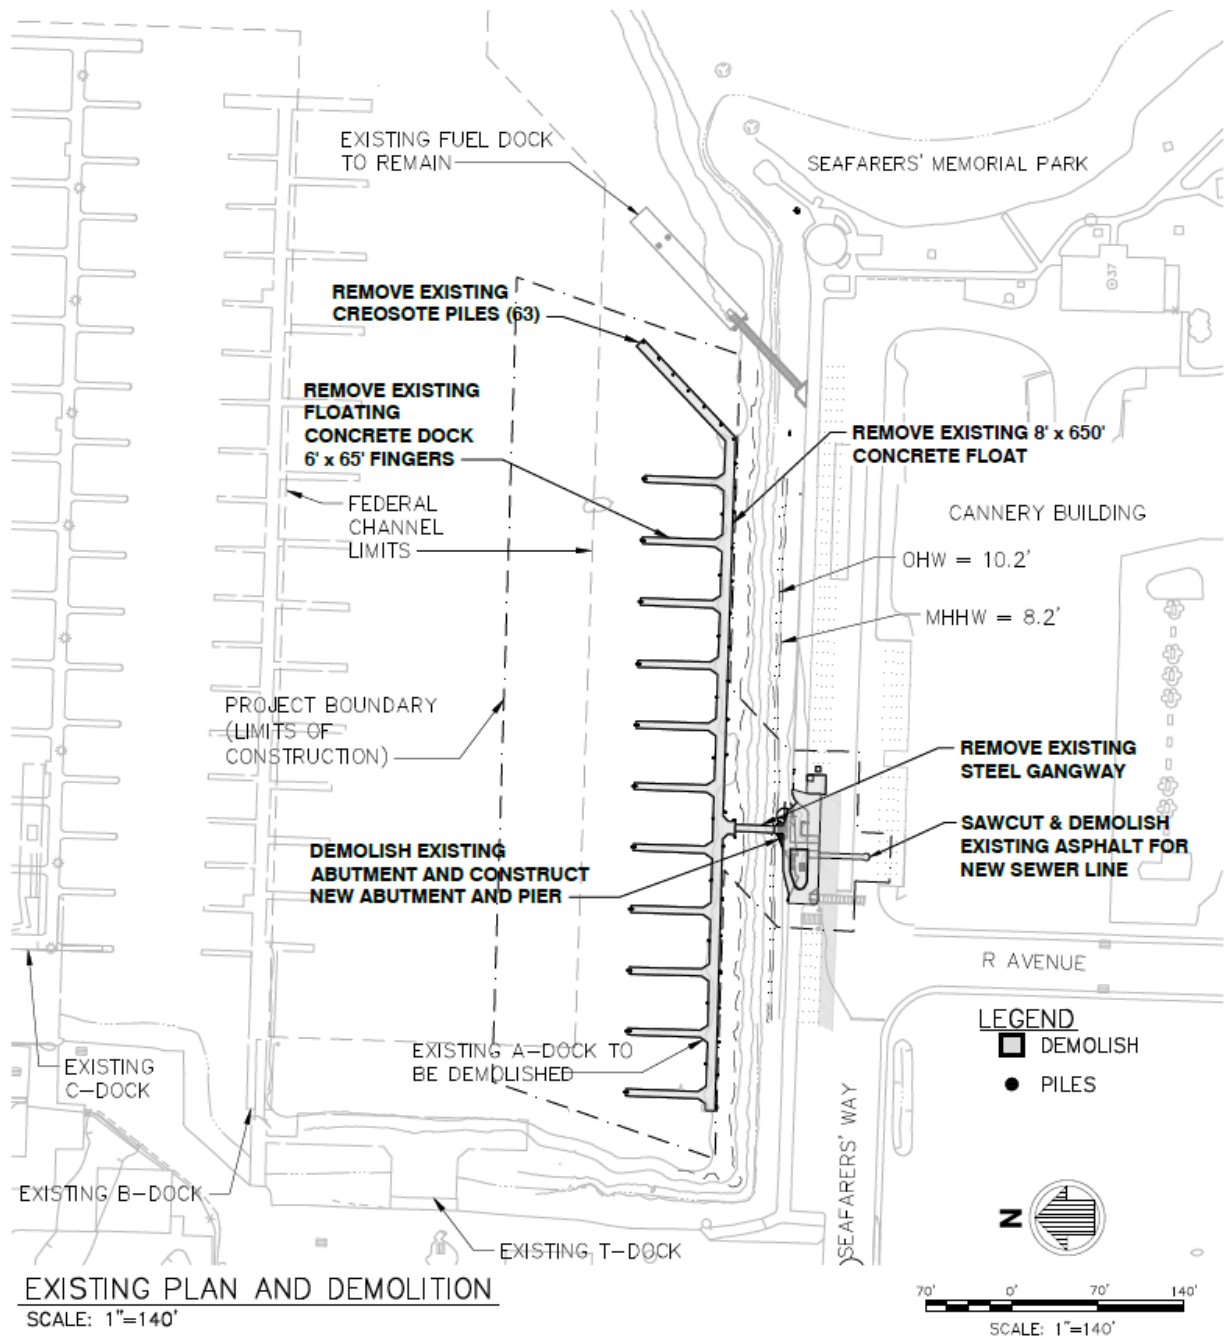 EXISTING FUEL DOCK
TO REMAIN
SEAFARERS' MEMORIAL PARK
37
REMOVE EXISTING
CREOSOTE PILES (63)
REMOVE EXISTING
FLOATING
CONCRETE DOCK
6' x 65' FINGERS
REMOVE EXISTING 8' x 650'
CONCRETE FLOAT
FEDERAL
CHANNEL
LIMITS
CANNERY BUILDING
OHW = 10.2'
MHHW = 8.2'
PROJECT BOUNDARY
(LIMITS OF
CONSTRUCTION)
REMOVE EXISTING
STEEL GANGWAY
SAWCUT & DEMOLISH
EXISTING ASPHALT FOR
NEW SEWER LINE
DEMOLISH EXISTING
ABUTMENT AND CONSTRUCT
NEW ABUTMENT AND PIER
R AVENUE
EXISTING A-DOCK TO
BE DEMOLISHED
LEGEND
DEMOLISH
PILES
EXISTING
C-DOCK
SEAFARERS' WAY
EXISTING B-DOCK
EXISTING T-DOCK
N
EXISTING PLAN AND DEMOLITION
SCALE: 1"=140'
70' 0' 70' 140'
SCALE: 1"=140'